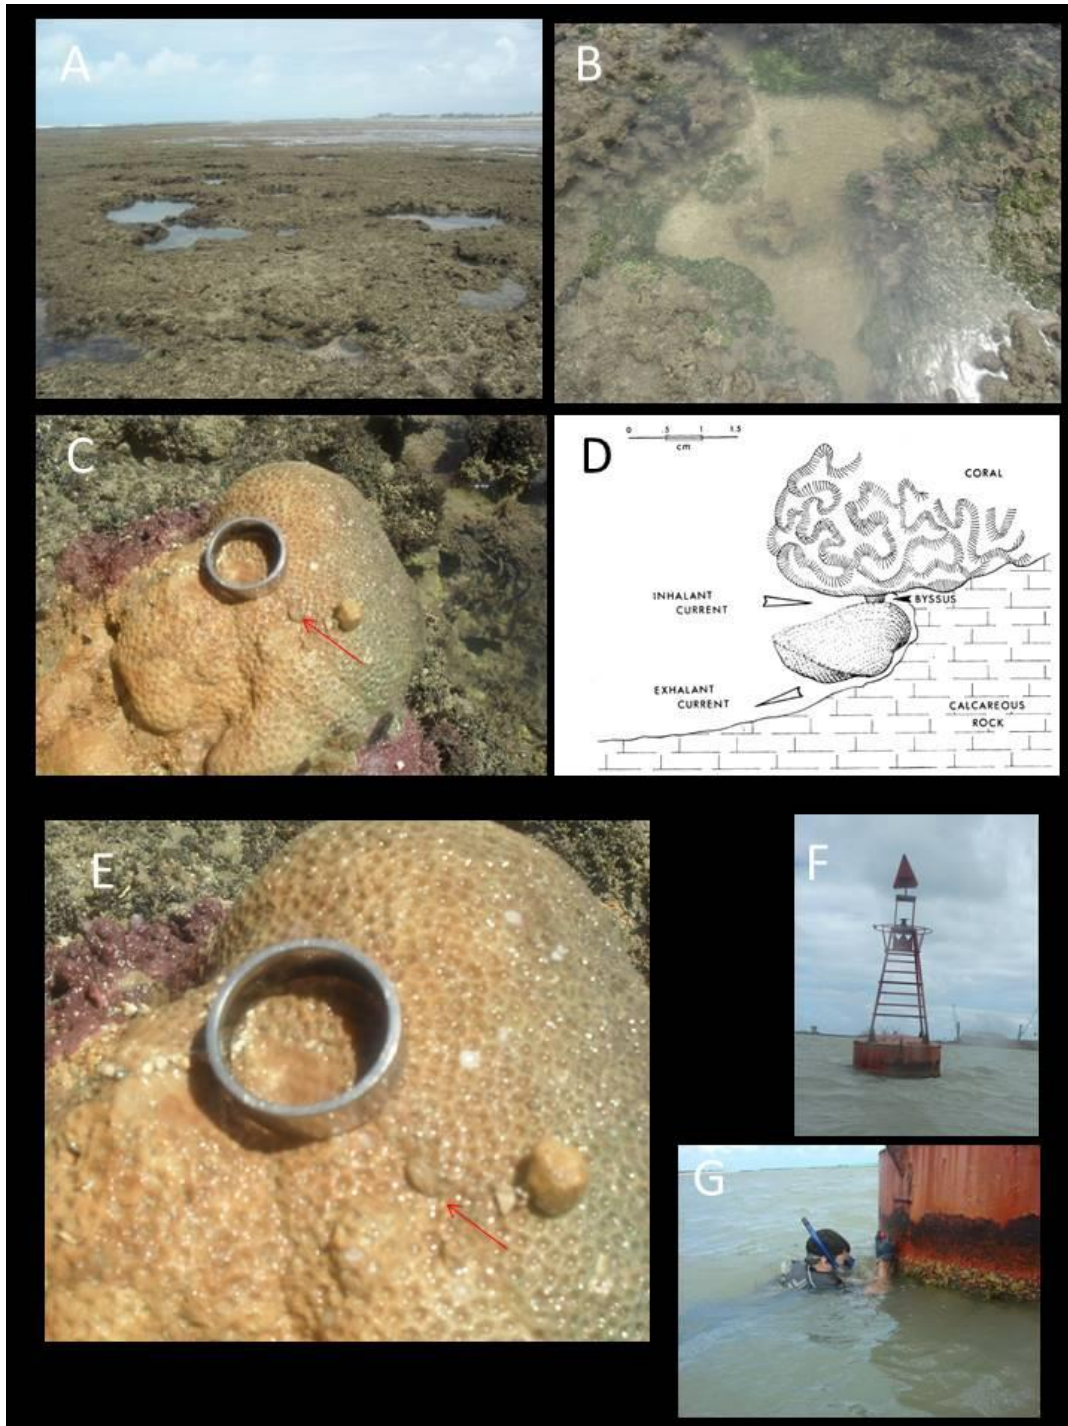 A
B
C
D
0 .5 1 1.5
cm
CORAL
INHALANT
CURRENT
BYSSUS
EXHALANT
CURRENT
CALCAREOUS
ROCK
E
F
G